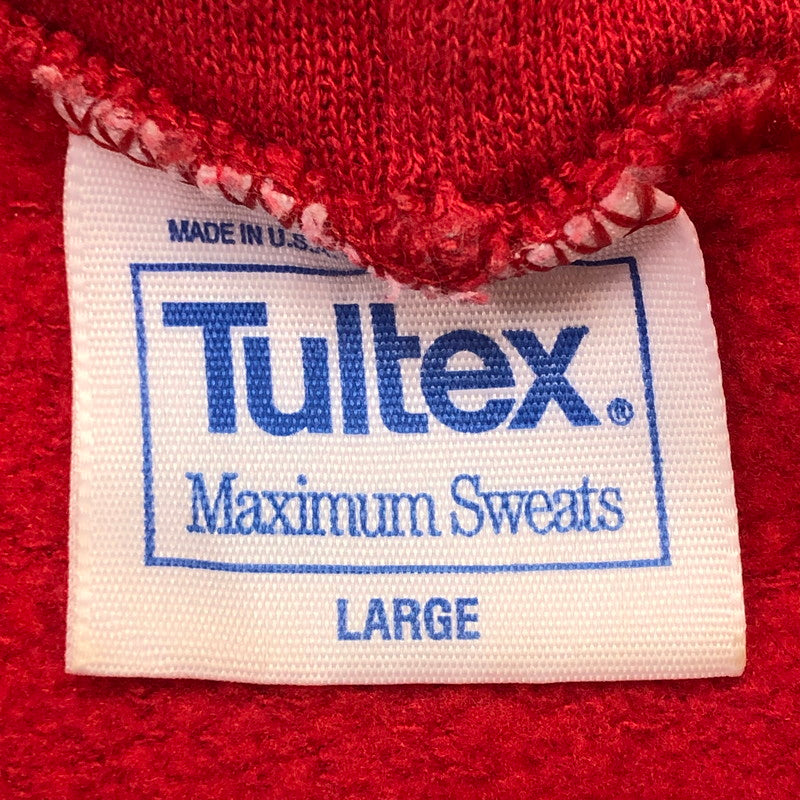 MADE IN U.S.A.
Tultex®
Maximum Sweats
LARGE